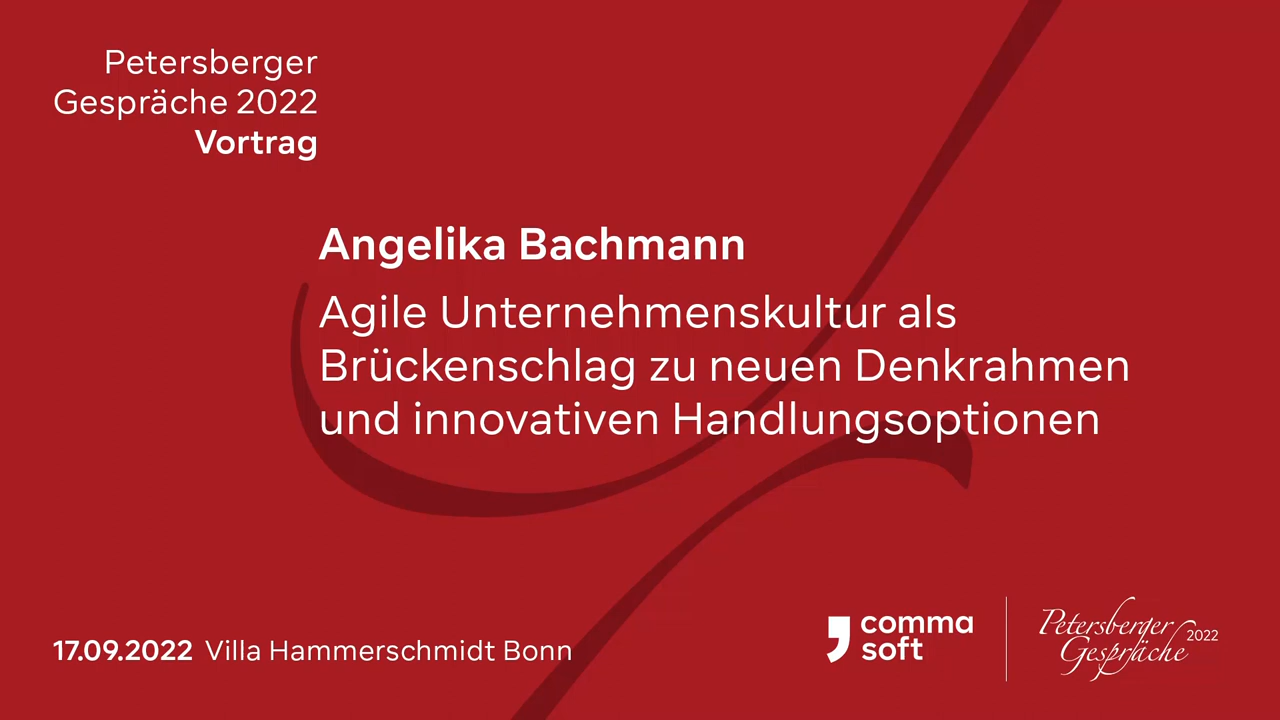 Petersberger
Gespräche 2022
Vortrag
Angelika Bachmann
Agile Unternehmenskultur als
Brückenschlag zu neuen Denkrahmen
und innovativen Handlungsoptionen
17.09.2022 Villa Hammerschmidt Bonn
comma
soft
Petersberger
Gespräche
2022